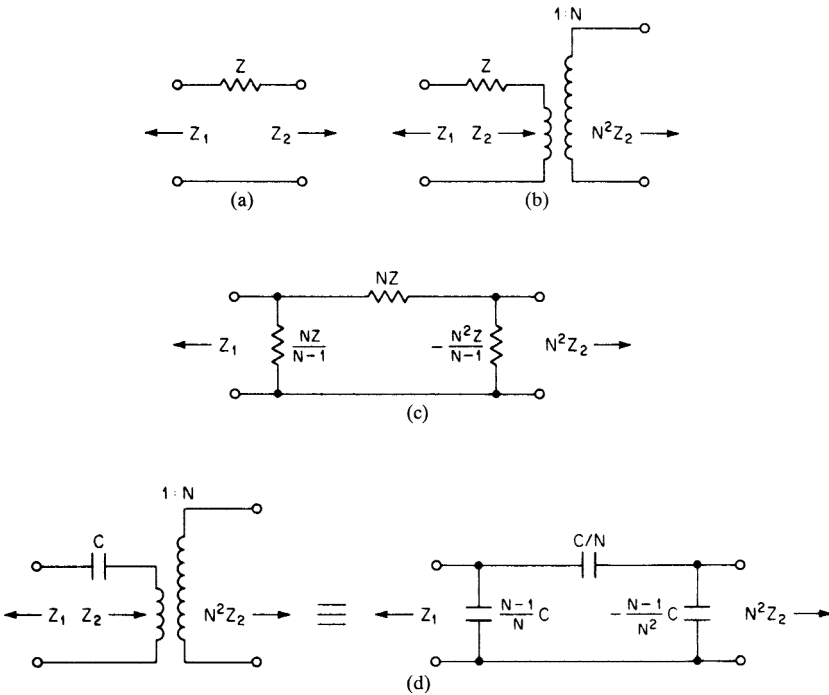 1:N
Z
Z
Z₁ Z₂
Z₁ Z₂ N²Z₂
(a)
(b)
NZ
Z₁ NZ/N-1 -N²Z/N-1 N²Z₂
(c)
1:N
C
C/N
Z₁ Z₂ N²Z₂ Z₁ N-1/N C -N-1/N² C N²Z₂
(d)